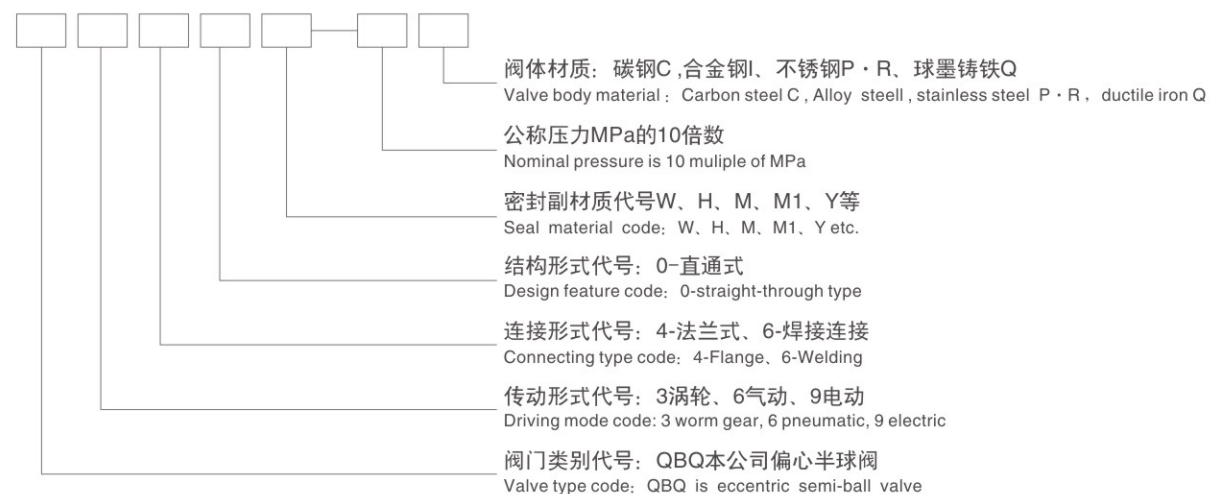 阀体材质：碳钢C ,合金钢I、不锈钢P·R、球墨铸铁Q
Valve body material：Carbon steel C , Alloy steell , stainless steel P·R，ductile iron Q
公称压力MPa的10倍数
Nominal pressure is 10 muliple of MPa
密封副材质代号W、H、M、M1、Y等
Seal material code：W、H、M、M1、Y etc.
结构形式代号：0-直通式
Design feature code：0-straight-through type
连接形式代号：4-法兰式、6-焊接连接
Connecting type code：4-Flange、6-Welding
传动形式代号：3涡轮、6气动、9电动
Driving mode code: 3 worm gear, 6 pneumatic, 9 electric
阀门类别代号：QBQ本公司偏心半球阀
Valve type code：QBQ is eccentric semi-ball valve